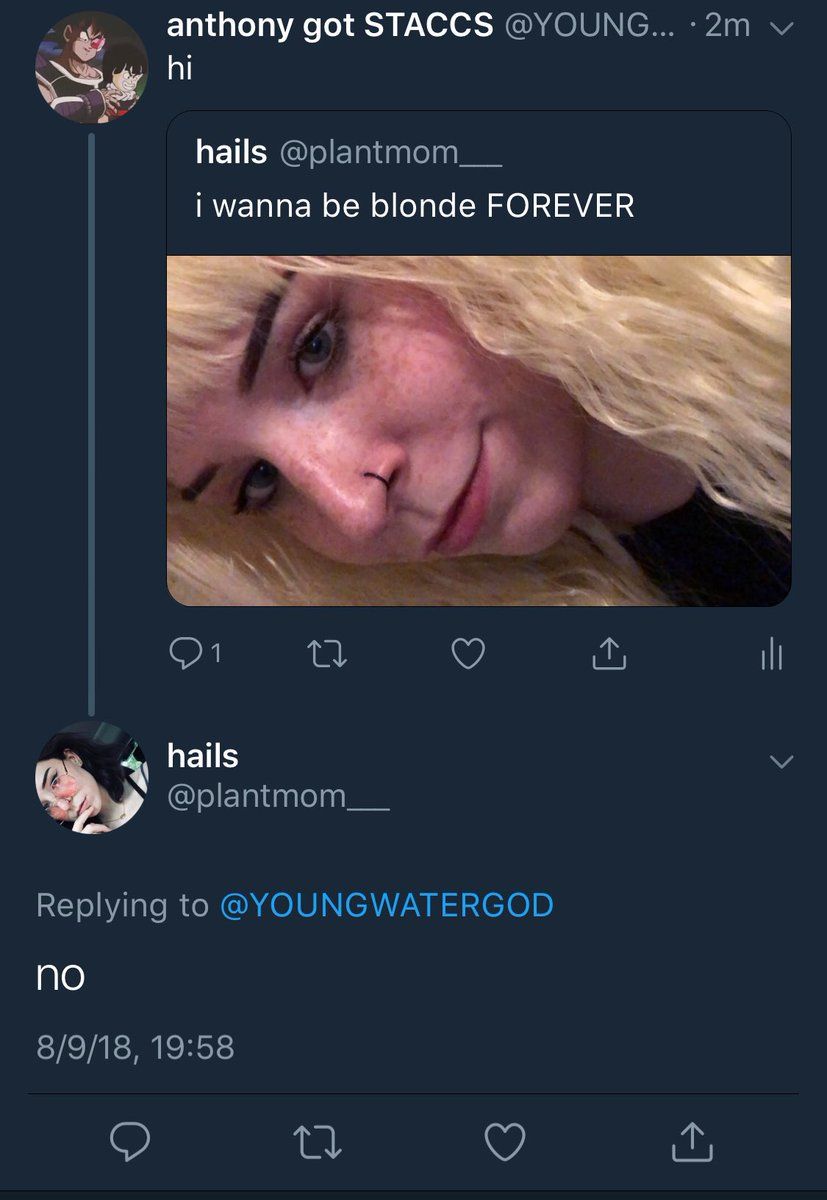 anthony got STACCS @YOUNG... · 2m
hi
hails @plantmom___
i wanna be blonde FOREVER
1
hails
@plantmom___
Replying to @YOUNGWATERGOD
no
8/9/18, 19:58